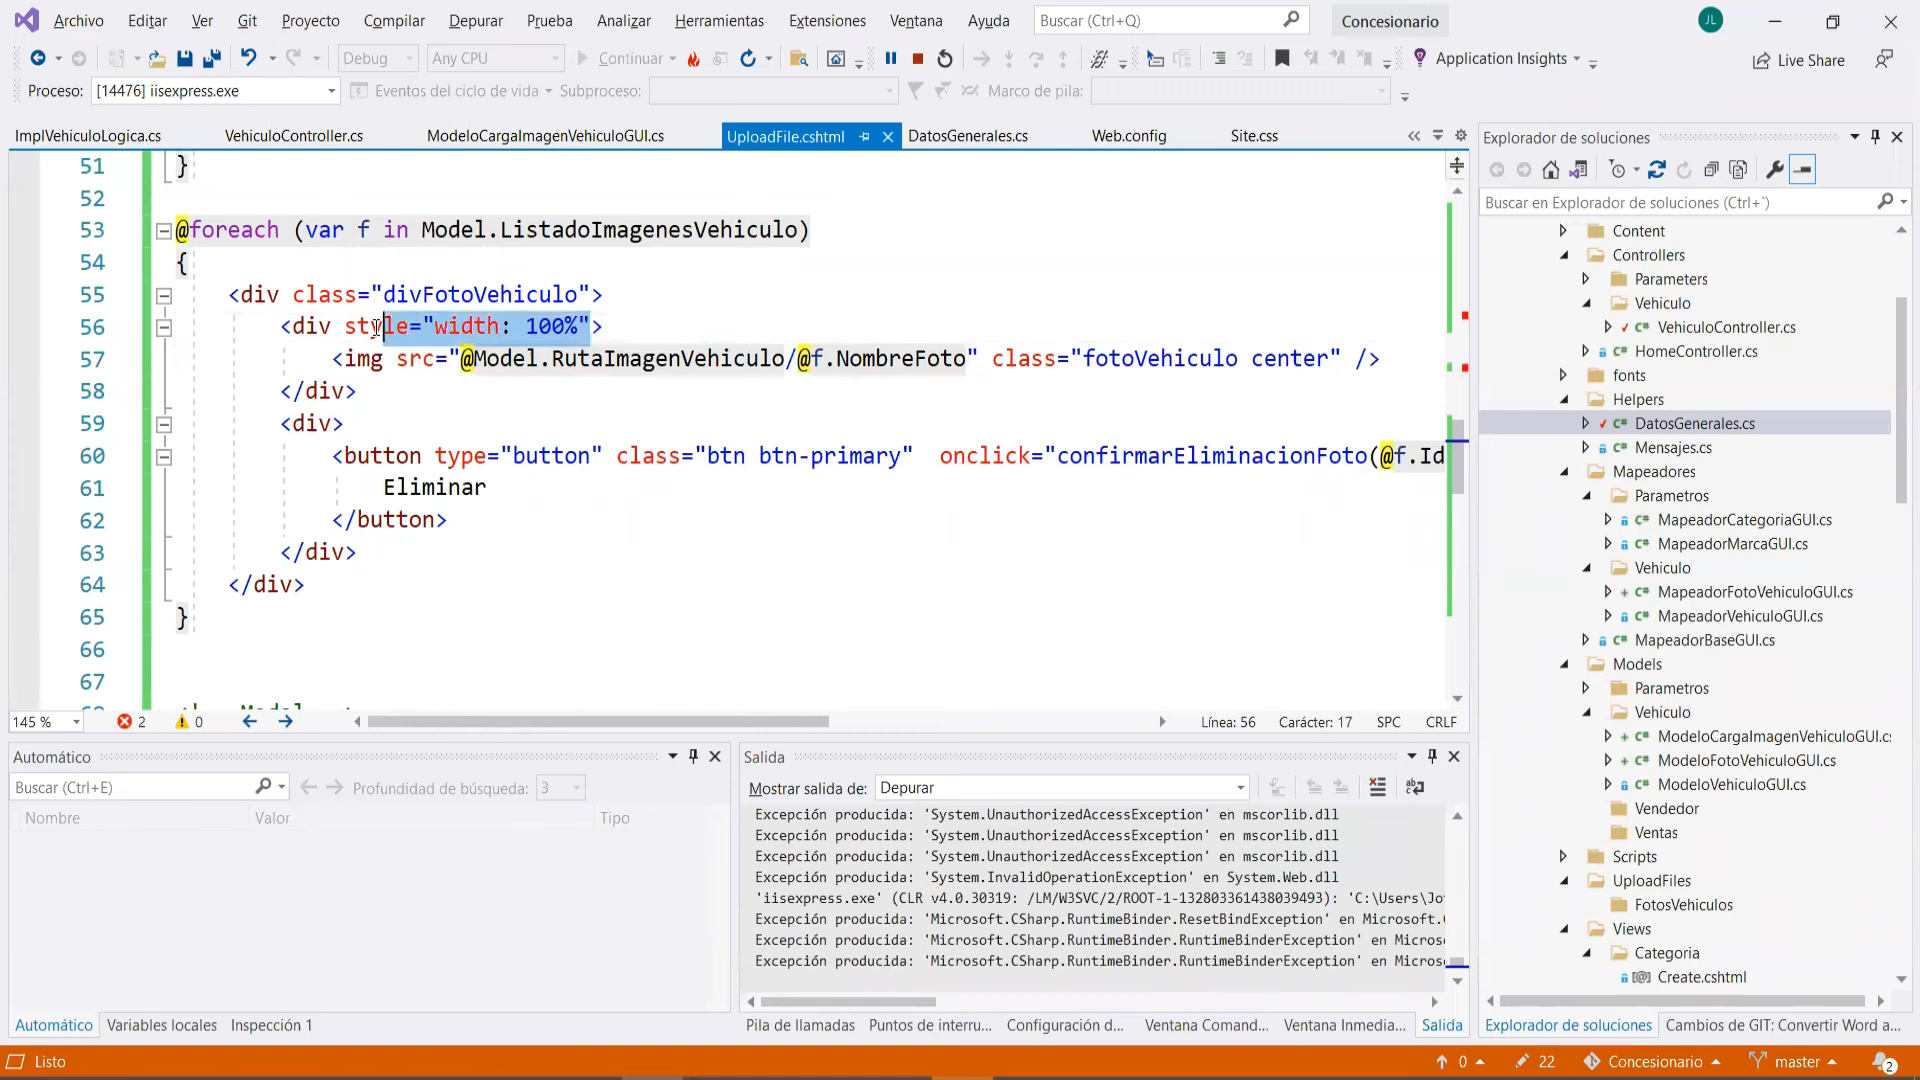 Archivo Editar Ver Git Proyecto Compilar Depurar Prueba Analizar Herramientas Extensiones Ventana Ayuda Buscar (Ctrl+Q) Concesionario JL
Debug Any CPU Continuar Application Insights Live Share
Proceso: [14476] iisexpress.exe Eventos del ciclo de vida Subproceso: Marco de pila:
ImplVehiculoLogica.cs VehiculoController.cs ModeloCargaImagenVehiculoGUI.cs UploadFile.cshtml DatosGenerales.cs Web.config Site.css
51 }
52
53 @foreach (var f in Model.ListadoImagenesVehiculo)
54 {
55 <div class="divFotoVehiculo">
56 <div style="width: 100%">
57 <img src="@Model.RutaImagenVehiculo/@f.NombreFoto" class="fotoVehiculo center" />
58 </div>
59 <div>
60 <button type="button" class="btn btn-primary" onclick="confirmarEliminacionFoto(@f.Id
61 Eliminar
62 </button>
63 </div>
64 </div>
65 }
66
67
145 % 2 0 Línea: 56 Carácter: 17 SPC CRLF
Automático
Buscar (Ctrl+E) Profundidad de búsqueda: 3
Nombre Valor Tipo
Automático Variables locales Inspección 1
Salida
Mostrar salida de: Depurar
Excepción producida: 'System.UnauthorizedAccessException' en mscorlib.dll
Excepción producida: 'System.UnauthorizedAccessException' en mscorlib.dll
Excepción producida: 'System.UnauthorizedAccessException' en mscorlib.dll
Excepción producida: 'System.InvalidOperationException' en System.Web.dll
'iisexpress.exe' (CLR v4.0.30319: /LM/W3SVC/2/ROOT-1-132803361438039493): 'C:\Users\Jo
Excepción producida: 'Microsoft.CSharp.RuntimeBinder.ResetBindException' en Microsoft.
Excepción producida: 'Microsoft.CSharp.RuntimeBinder.RuntimeBinderException' en Micros
Excepción producida: 'Microsoft.CSharp.RuntimeBinder.RuntimeBinderException' en Micros
Pila de llamadas Puntos de interru... Configuración d... Ventana Comand... Ventana Inmedia... Salida
Explorador de soluciones
Buscar en Explorador de soluciones (Ctrl+`)
Content
Controllers
Parameters
Vehiculo
C# VehiculoController.cs
C# HomeController.cs
fonts
Helpers
C# DatosGenerales.cs
C# Mensajes.cs
Mapeadores
Parametros
C# MapeadorCategoriaGUI.cs
C# MapeadorMarcaGUI.cs
Vehiculo
C# MapeadorFotoVehiculoGUI.cs
C# MapeadorVehiculoGUI.cs
C# MapeadorBaseGUI.cs
Models
Parametros
Vehiculo
C# ModeloCargaImagenVehiculoGUI.cs
C# ModeloFotoVehiculoGUI.cs
C# ModeloVehiculoGUI.cs
Vendedor
Ventas
Scripts
UploadFiles
FotosVehiculos
Views
Categoria
[@] Create.cshtml
Explorador de soluciones Cambios de GIT: Convertir Word a...
Listo 0 22 Concesionario master 2